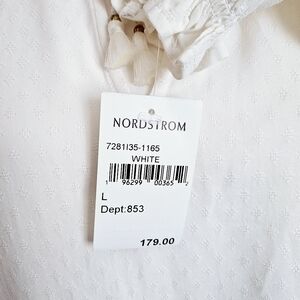 NORDSTROM
7281I35-1165
WHITE
1 96299 00365 2
L
Dept:853
179.00